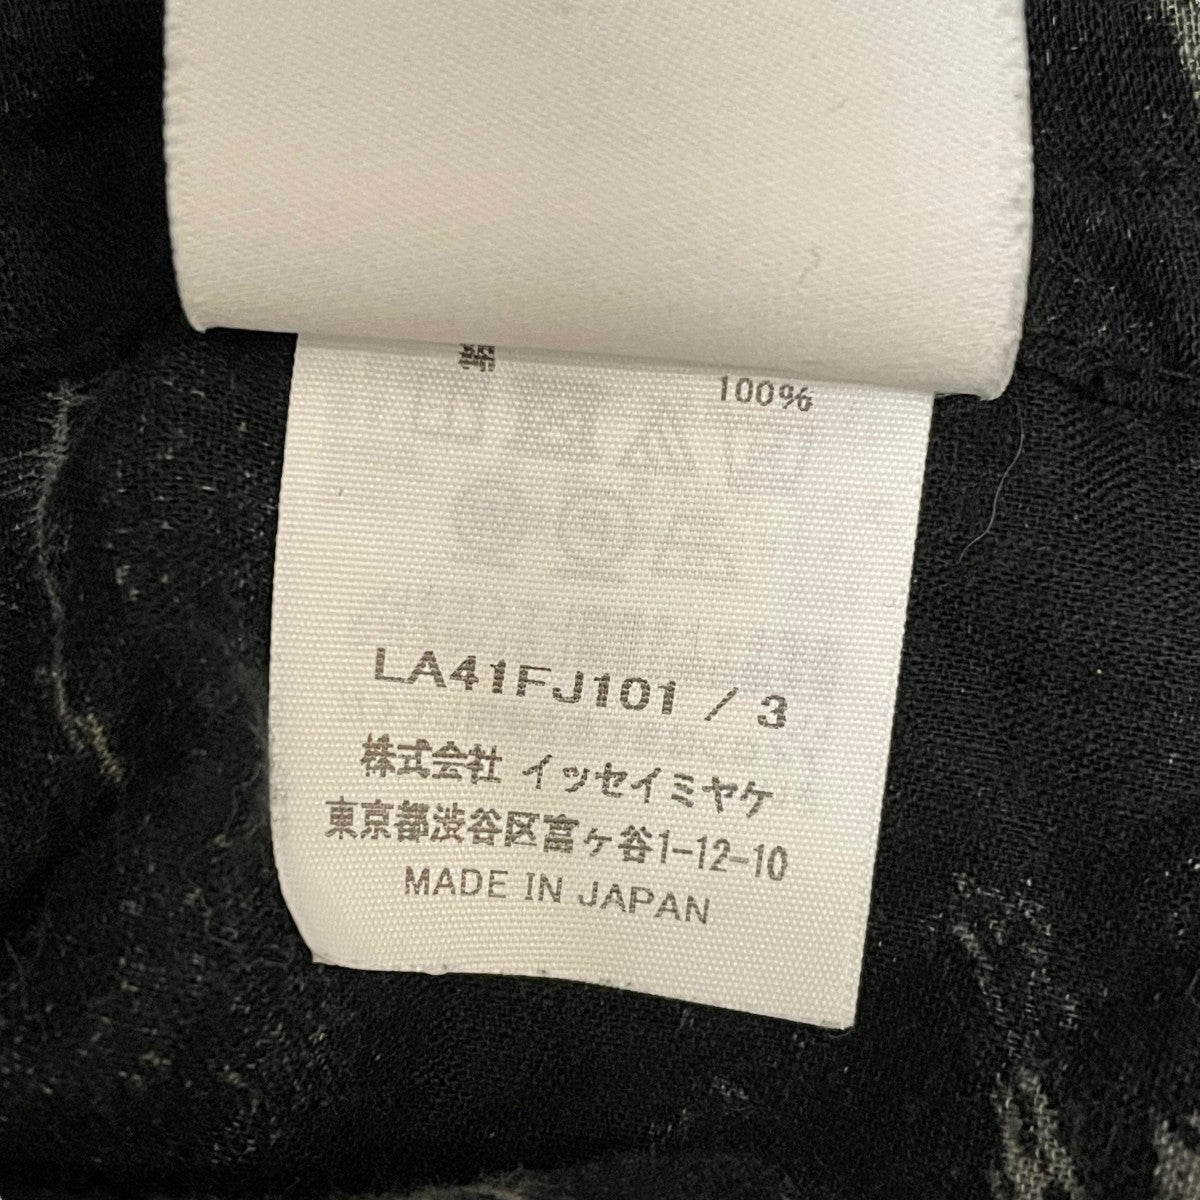 綿 100%
LA41FJ101 / 3
株式会社 イッセイミヤケ
東京都渋谷区富ヶ谷1-12-10
MADE IN JAPAN